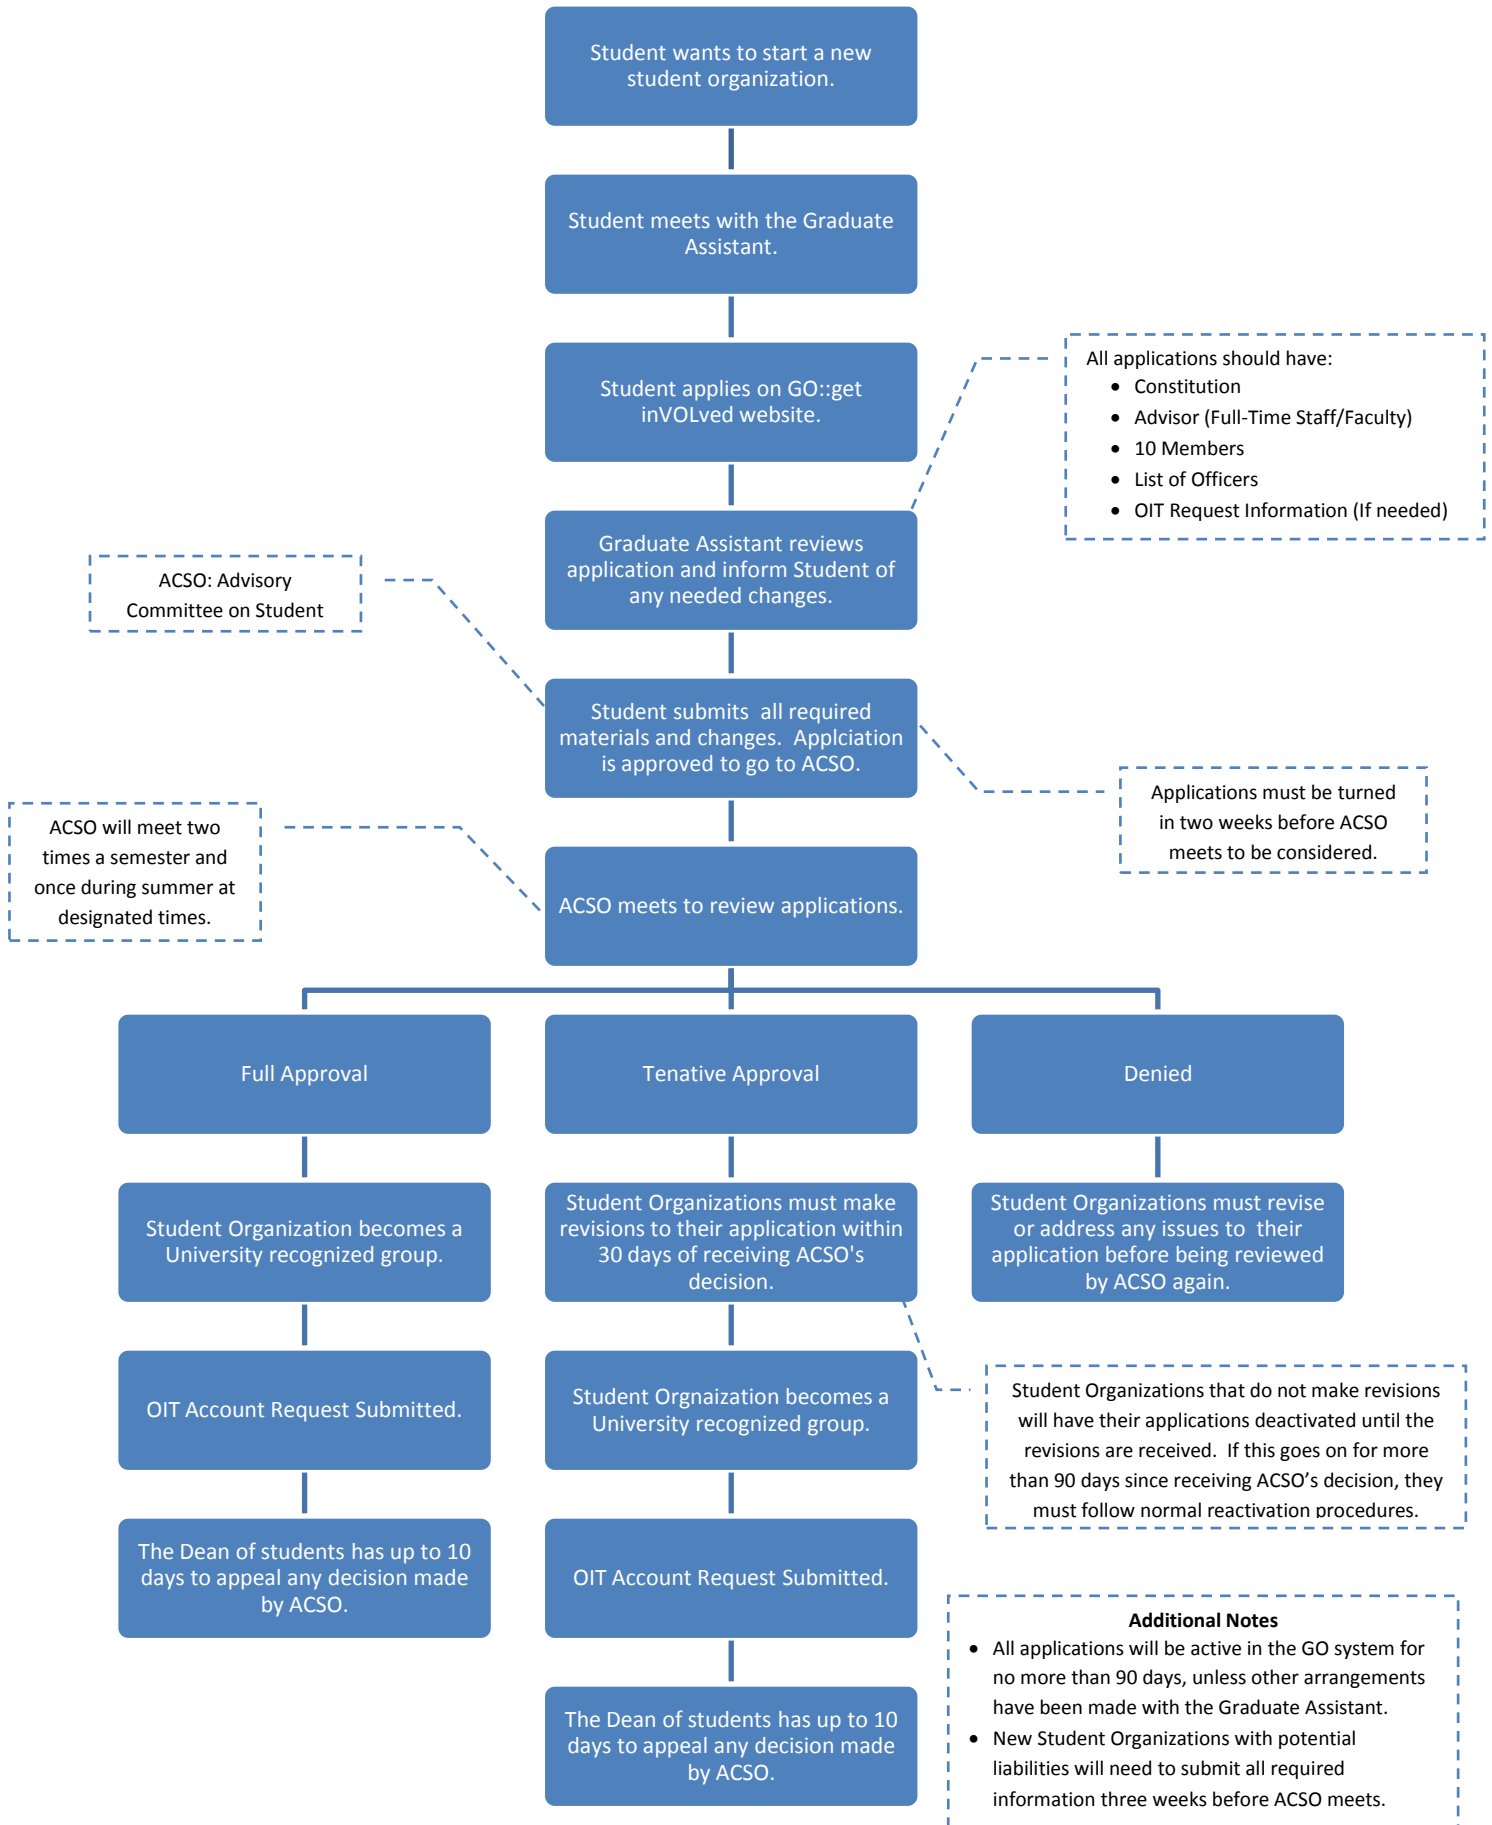 Student wants to start a new
student organization.
Student meets with the Graduate
Assistant.
Student applies on GO::get
inVOLved website.
All applications should have:
• Constitution
• Advisor (Full-Time Staff/Faculty)
• 10 Members
• List of Officers
• OIT Request Information (If needed)
Graduate Assistant reviews
application and inform Student of
any needed changes.
ACSO: Advisory
Committee on Student
Student submits  all required
materials and changes.  Applciation
is approved to go to ACSO.
Applications must be turned
in two weeks before ACSO
meets to be considered.
ACSO will meet two
times a semester and
once during summer at
designated times.
ACSO meets to review applications.
Full Approval
Tenative Approval
Denied
Student Organization becomes a
University recognized group.
Student Organizations must make
revisions to their application within
30 days of receiving ACSO's
decision.
Student Organizations must revise
or address any issues to  their
application before being reviewed
by ACSO again.
OIT Account Request Submitted.
Student Orgnaization becomes a
University recognized group.
Student Organizations that do not make revisions
will have their applications deactivated until the
revisions are received.  If this goes on for more
than 90 days since receiving ACSO’s decision, they
must follow normal reactivation procedures.
The Dean of students has up to 10
days to appeal any decision made
by ACSO.
OIT Account Request Submitted.
Additional Notes
• All applications will be active in the GO system for
no more than 90 days, unless other arrangements
have been made with the Graduate Assistant.
• New Student Organizations with potential
liabilities will need to submit all required
information three weeks before ACSO meets.
The Dean of students has up to 10
days to appeal any decision made
by ACSO.